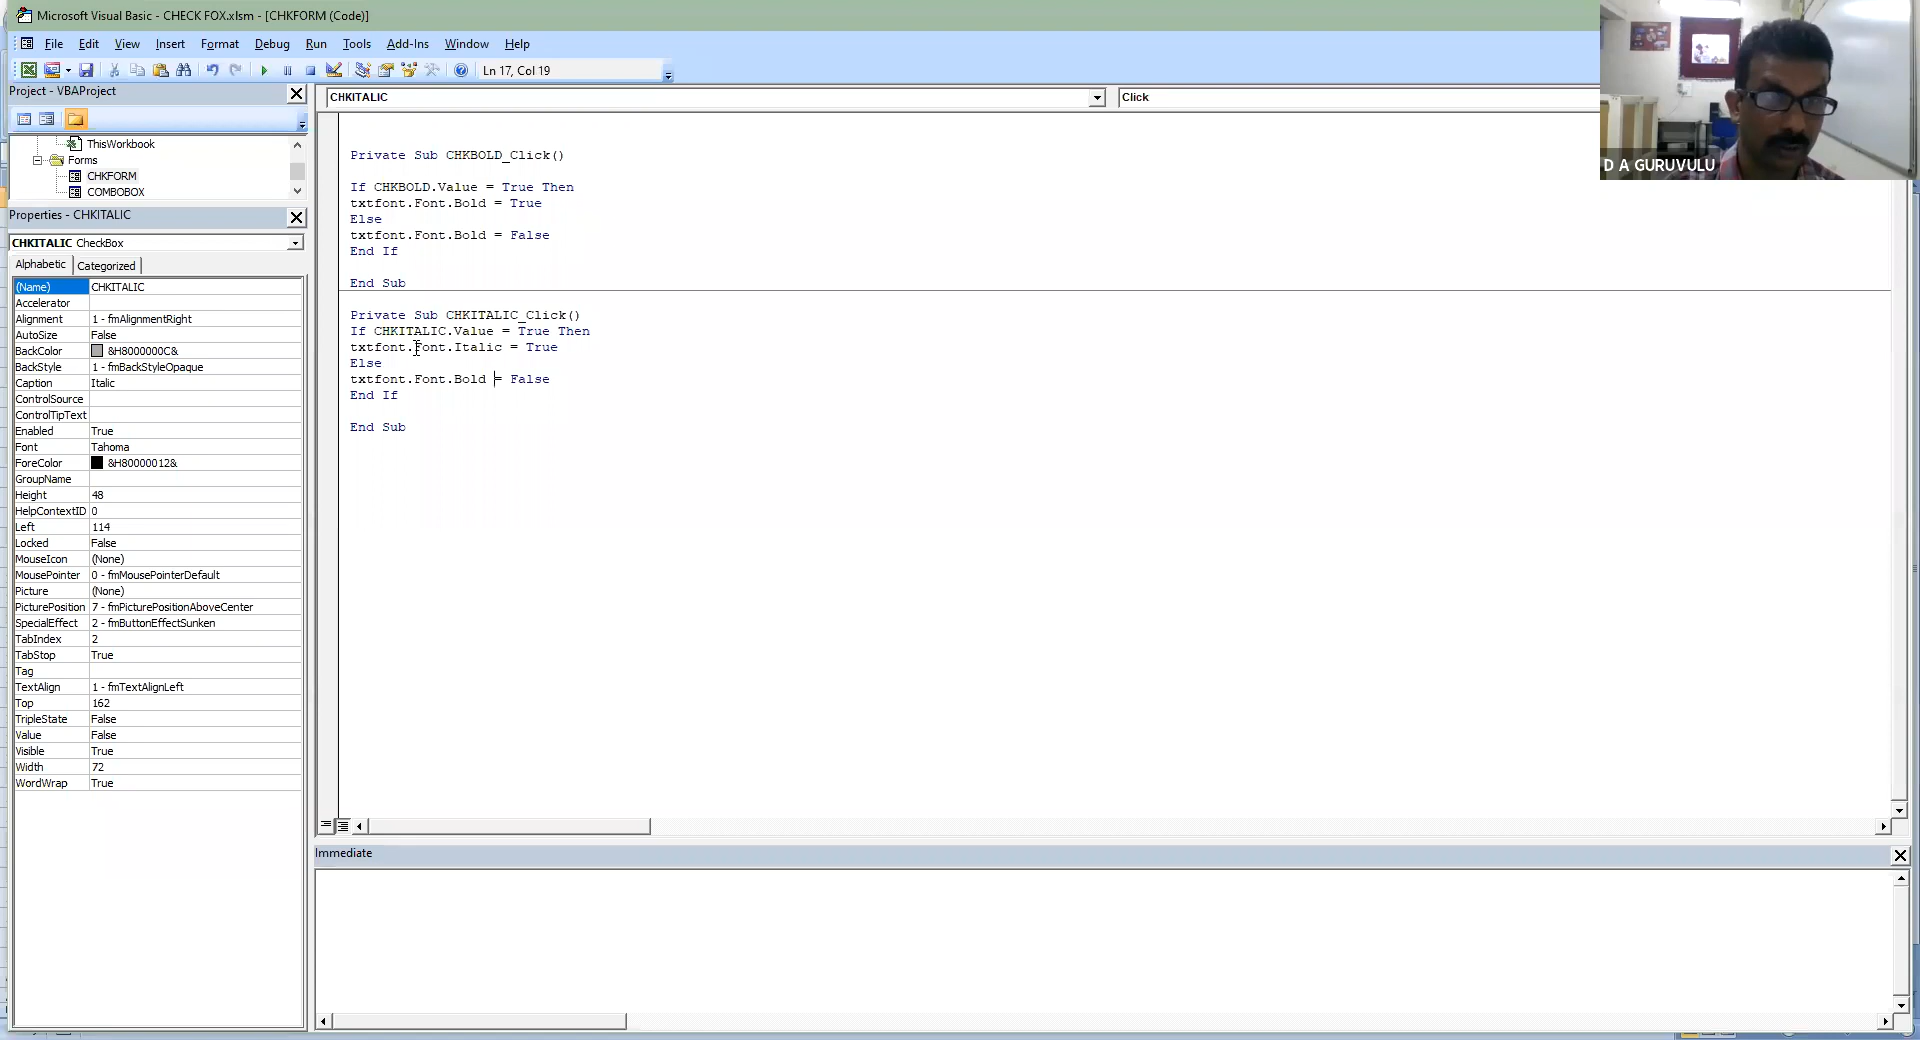 Microsoft Visual Basic - CHECK FOX.xlsm - [CHKFORM (Code)]
File Edit View Insert Format Debug Run Tools Add-Ins Window Help
Ln 17, Col 19
Project - VBAProject
ThisWorkbook
Forms
CHKFORM
COMBOBOX
Properties - CHKITALIC
CHKITALIC CheckBox
Alphabetic Categorized
(Name) CHKITALIC
Accelerator
Alignment 1 - fmAlignmentRight
AutoSize False
BackColor &H8000000C&
BackStyle 1 - fmBackStyleOpaque
Caption Italic
ControlSource
ControlTipText
Enabled True
Font Tahoma
ForeColor &H80000012&
GroupName
Height 48
HelpContextID 0
Left 114
Locked False
MouseIcon (None)
MousePointer 0 - fmMousePointerDefault
Picture (None)
PicturePosition 7 - fmPicturePositionAboveCenter
SpecialEffect 2 - fmButtonEffectSunken
TabIndex 2
TabStop True
Tag
TextAlign 1 - fmTextAlignLeft
Top 162
TripleState False
Value False
Visible True
Width 72
WordWrap True
CHKITALIC Click
Private Sub CHKBOLD_Click()
If CHKBOLD.Value = True Then
txtfont.Font.Bold = True
Else
txtfont.Font.Bold = False
End If
End Sub
Private Sub CHKITALIC_Click()
If CHKITALIC.Value = True Then
txtfont.Font.Italic = True
Else
txtfont.Font.Bold = False
End If
End Sub
Immediate
D A GURUVULU